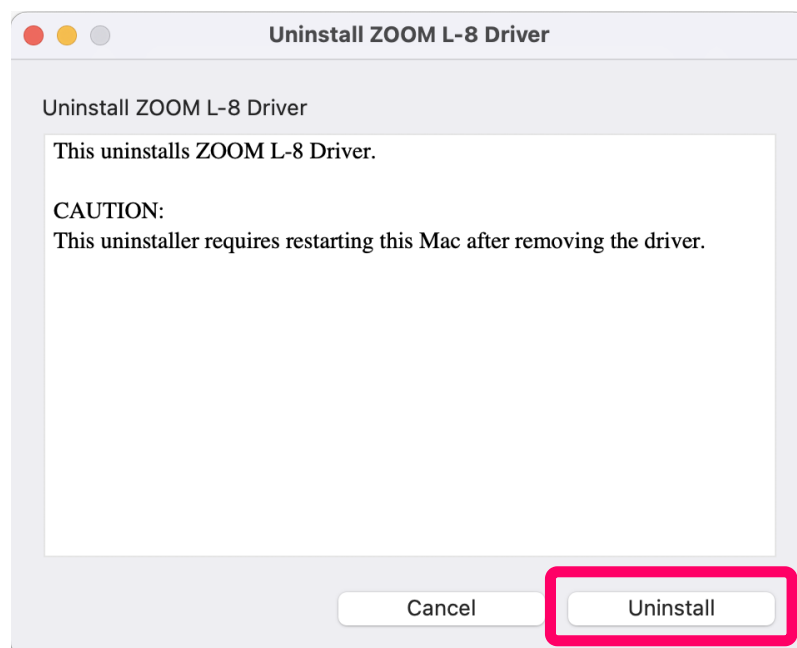 Uninstall ZOOM L-8 Driver
Uninstall ZOOM L-8 Driver
This uninstalls ZOOM L-8 Driver.
CAUTION:
This uninstaller requires restarting this Mac after removing the driver.
Cancel
Uninstall